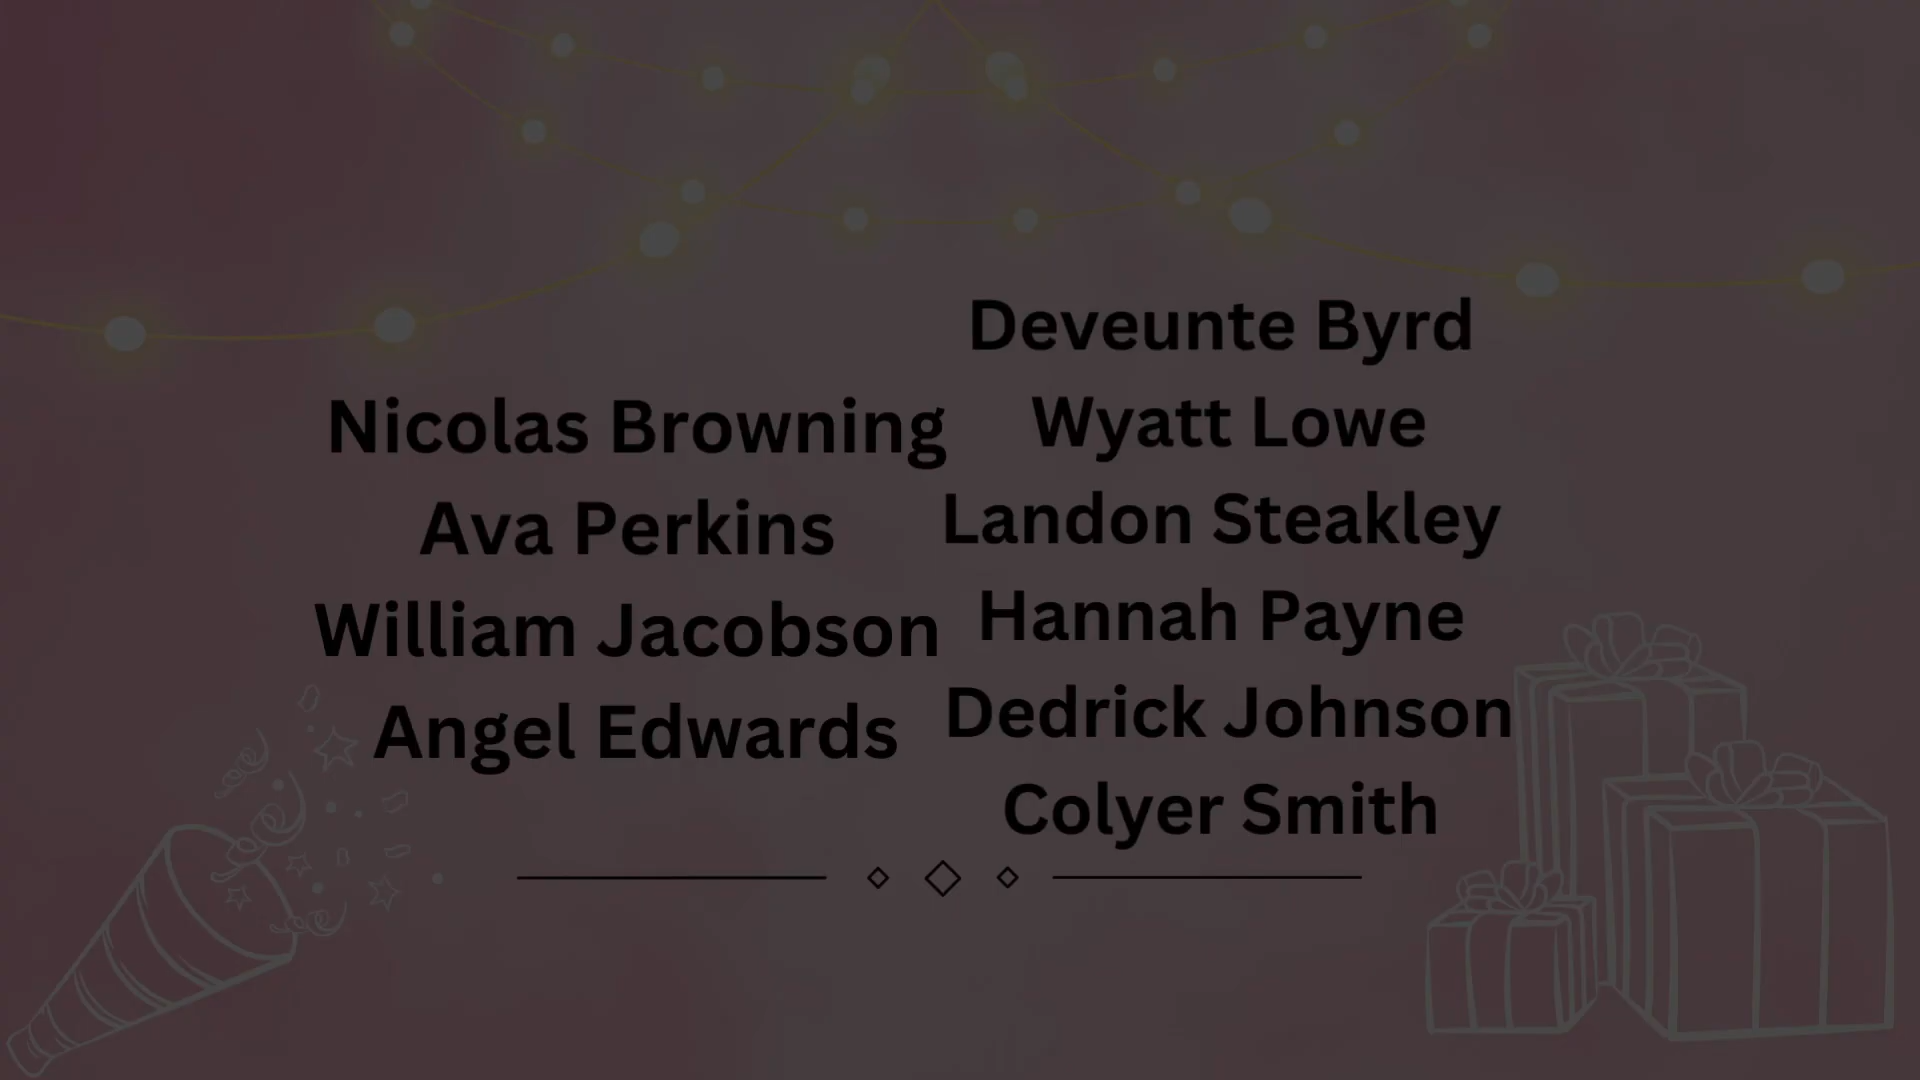 Nicolas Browning
Ava Perkins
William Jacobson
Angel Edwards
Deveunte Byrd
Wyatt Lowe
Landon Steakley
Hannah Payne
Dedrick Johnson
Colyer Smith